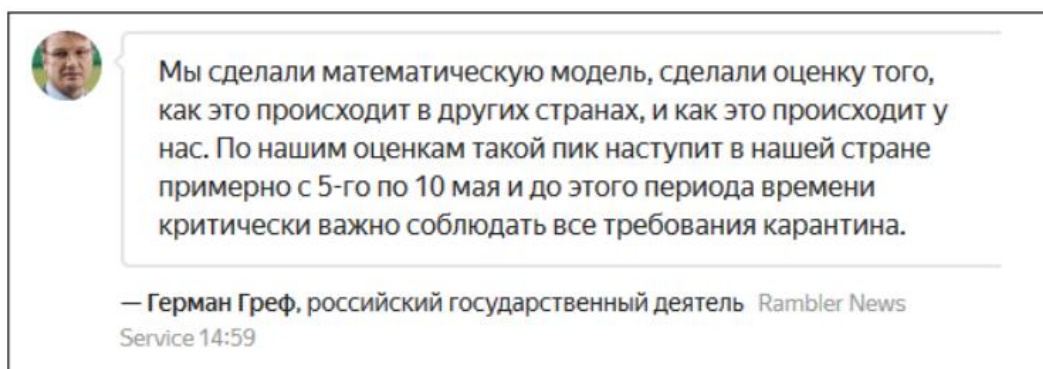 Мы сделали математическую модель, сделали оценку того,
как это происходит в других странах, и как это происходит у
нас. По нашим оценкам такой пик наступит в нашей стране
примерно с 5-го по 10 мая и до этого периода времени
критически важно соблюдать все требования карантина.
— Герман Греф, российский государственный деятель Rambler News
Service 14:59